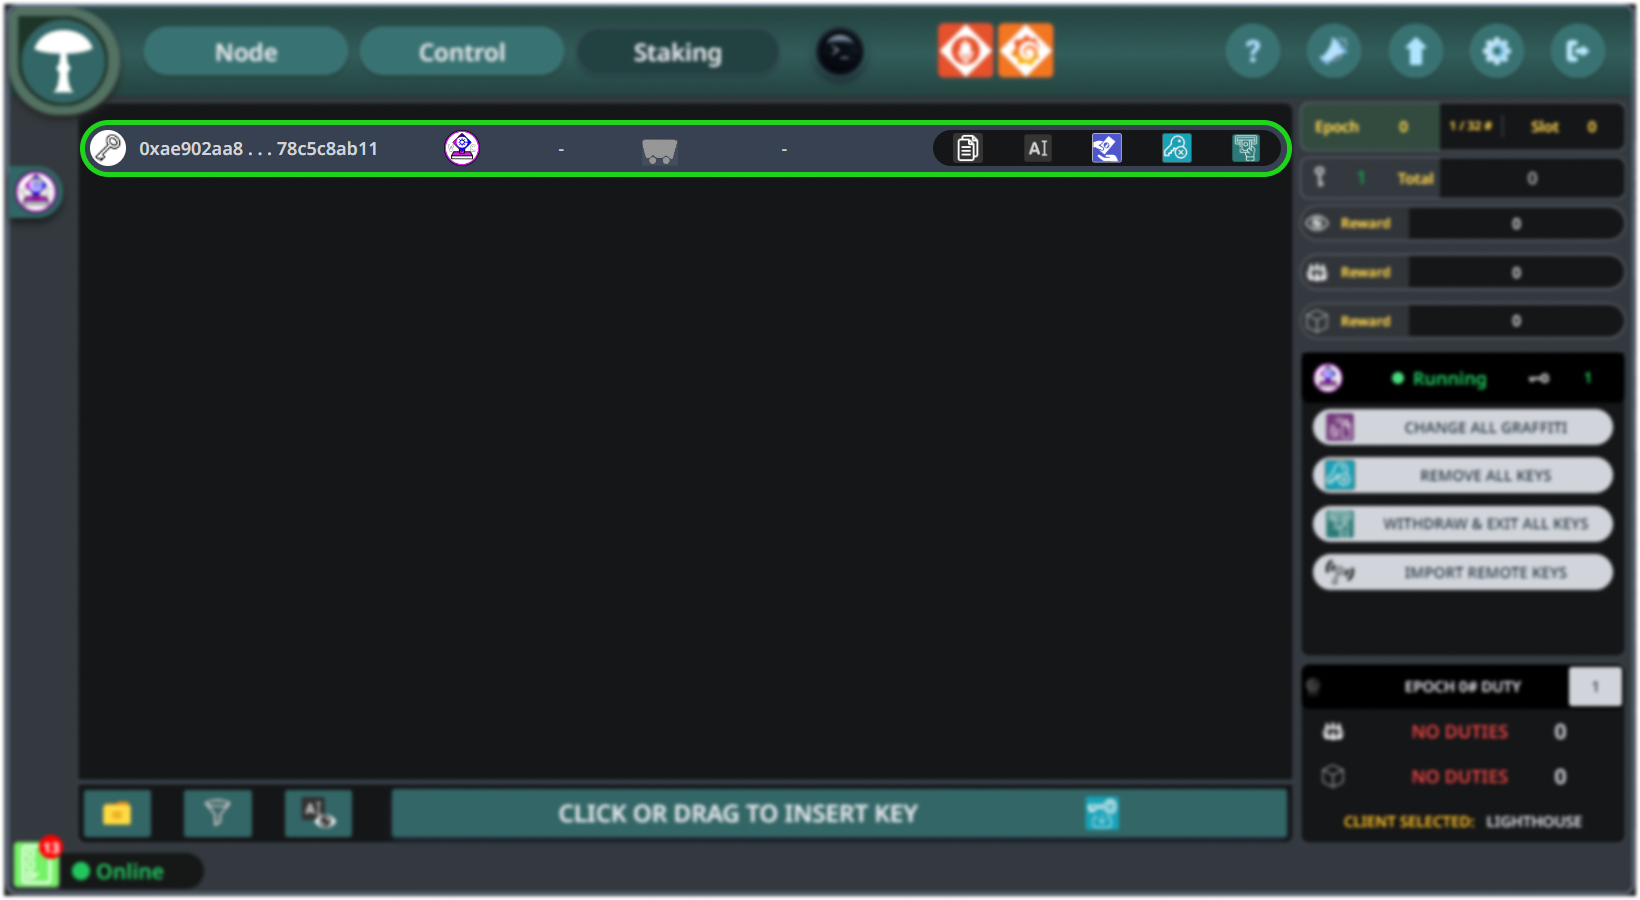 Node Control Staking
0xae902aa8 . . . 78c5c8ab11 - - AI
Epoch 0 1 / 32 # Slot 0
1 Total 0
Reward 0
Reward 0
Reward 0
Running 1
CHANGE ALL GRAFFITI
REMOVE ALL KEYS
WITHDRAW & EXIT ALL KEYS
IMPORT REMOTE KEYS
EPOCH 0# DUTY 1
NO DUTIES 0
NO DUTIES 0
CLIENT SELECTED: LIGHTHOUSE
AI CLICK OR DRAG TO INSERT KEY
13
Online